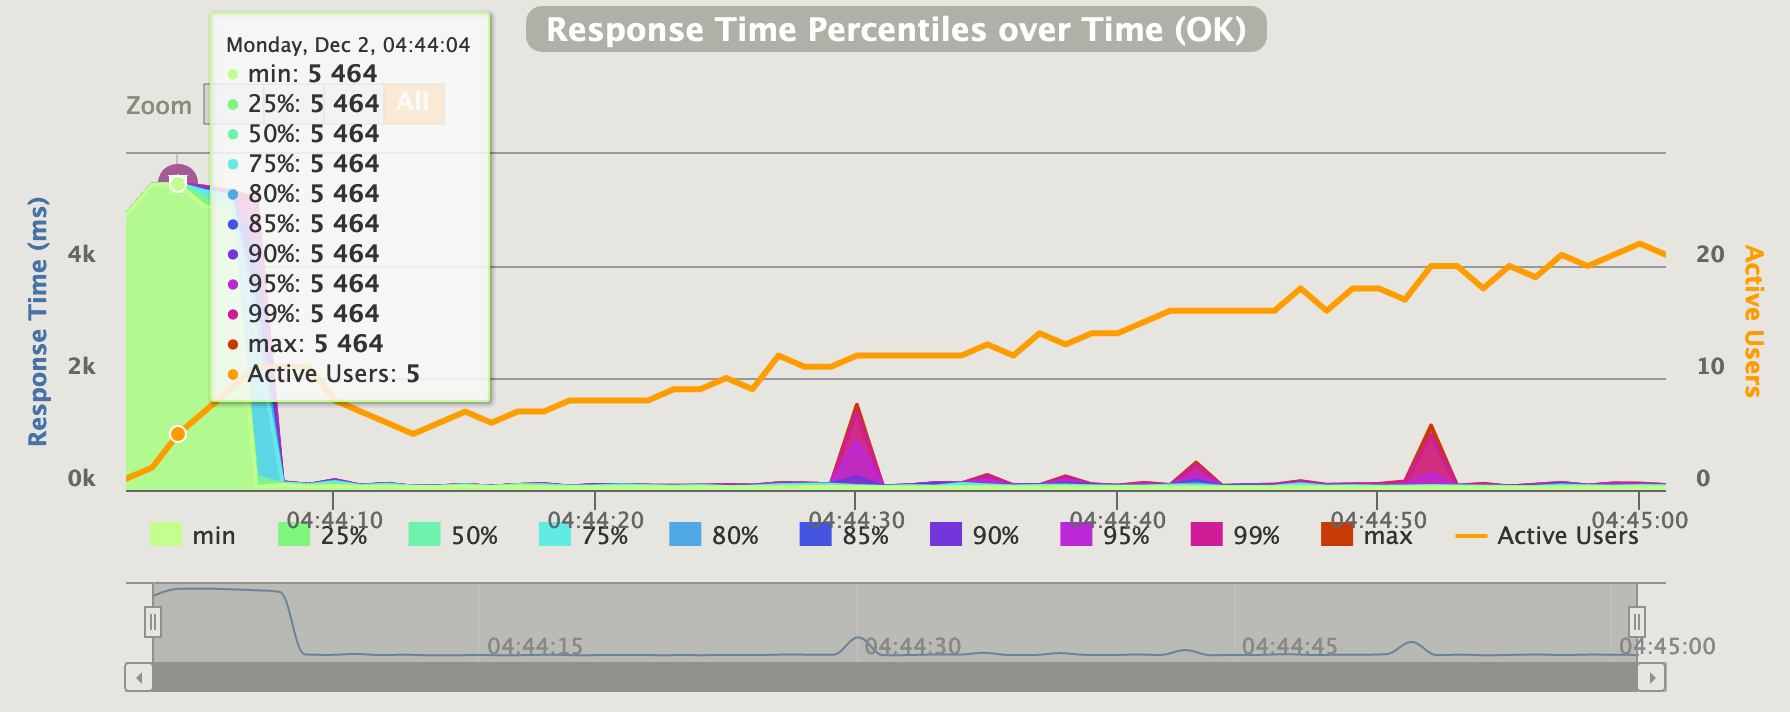 Response Time Percentiles over Time (OK)
Monday, Dec 2, 04:44:04
min: 5 464
25%: 5 464
50%: 5 464
75%: 5 464
80%: 5 464
85%: 5 464
90%: 5 464
95%: 5 464
99%: 5 464
max: 5 464
Active Users: 5
Zoom
All
Response Time (ms)
4k
2k
0k
20
10
0
Active Users
04:44:10 04:44:20 04:44:30 04:44:40 04:44:50 04:45:00
min 25% 50% 75% 80% 85% 90% 95% 99% max Active Users
04:44:15 04:44:30 04:44:45 04:45:00